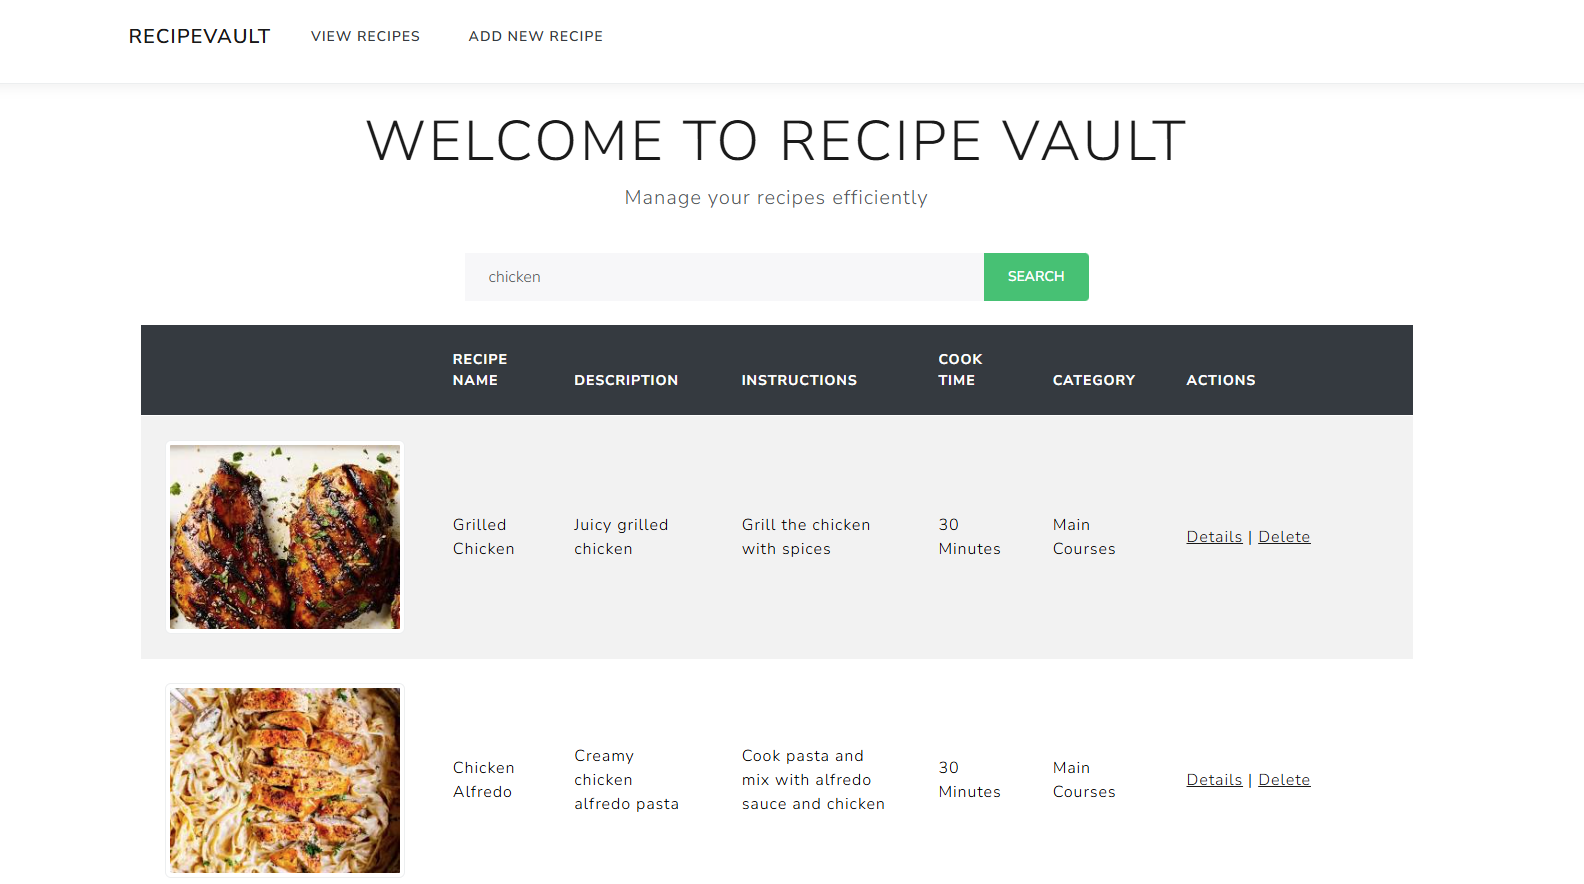 RECIPEVAULT VIEW RECIPES ADD NEW RECIPE
WELCOME TO RECIPE VAULT
Manage your recipes efficiently
chicken SEARCH
RECIPE NAME
DESCRIPTION
INSTRUCTIONS
COOK TIME
CATEGORY
ACTIONS
Grilled
Chicken
Juicy grilled
chicken
Grill the chicken
with spices
30
Minutes
Main
Courses
Details | Delete
Chicken
Alfredo
Creamy
chicken
alfredo pasta
Cook pasta and
mix with alfredo
sauce and chicken
30
Minutes
Main
Courses
Details | Delete